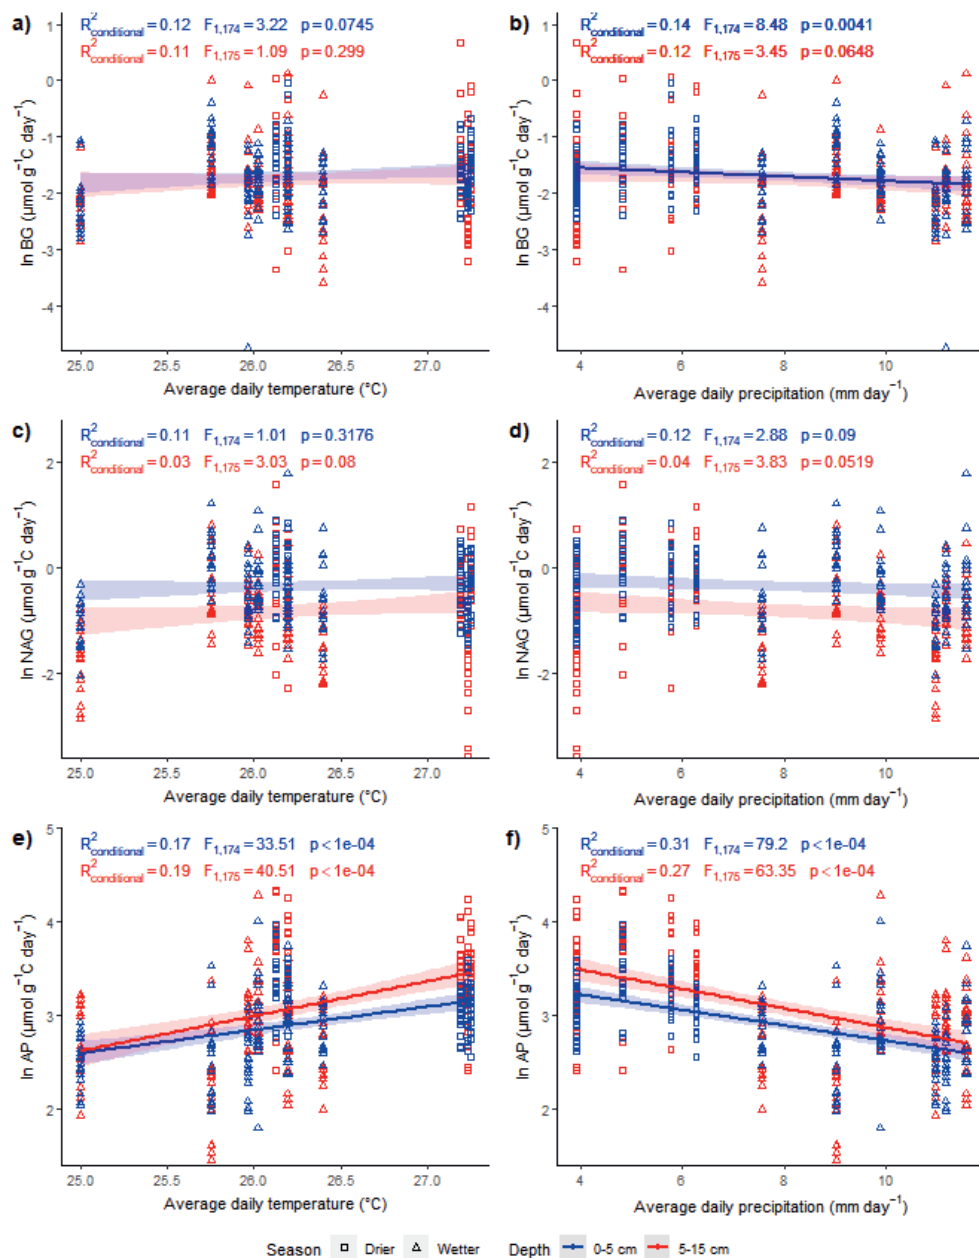 a)
R²conditional = 0.12 F1,174 = 3.22 p = 0.0745
R²conditional = 0.11 F1,175 = 1.09 p = 0.299
1
0
-1
-2
-3
-4
ln BG (µmol g⁻¹C day⁻¹)
25.0 25.5 26.0 26.5 27.0
Average daily temperature (°C)
b)
R²conditional = 0.14 F1,174 = 8.48 p = 0.0041
R²conditional = 0.12 F1,175 = 3.45 p = 0.0648
1
0
-1
-2
-3
-4
ln BG (µmol g⁻¹C day⁻¹)
4 6 8 10
Average daily precipitation (mm day⁻¹)
c)
R²conditional = 0.11 F1,174 = 1.01 p = 0.3176
R²conditional = 0.03 F1,175 = 3.03 p = 0.08
2
0
-2
ln NAG (µmol g⁻¹C day⁻¹)
25.0 25.5 26.0 26.5 27.0
Average daily temperature (°C)
d)
R²conditional = 0.12 F1,174 = 2.88 p = 0.09
R²conditional = 0.04 F1,175 = 3.83 p = 0.0519
2
0
-2
ln NAG (µmol g⁻¹C day⁻¹)
4 6 8 10
Average daily precipitation (mm day⁻¹)
e)
R²conditional = 0.17 F1,174 = 33.51 p < 1e-04
R²conditional = 0.19 F1,175 = 40.51 p < 1e-04
5
4
3
2
ln AP (µmol g⁻¹C day⁻¹)
25.0 25.5 26.0 26.5 27.0
Average daily temperature (°C)
f)
R²conditional = 0.31 F1,174 = 79.2 p < 1e-04
R²conditional = 0.27 F1,175 = 63.35 p < 1e-04
5
4
3
2
ln AP (µmol g⁻¹C day⁻¹)
4 6 8 10
Average daily precipitation (mm day⁻¹)
Season Drier Wetter Depth 0-5 cm 5-15 cm